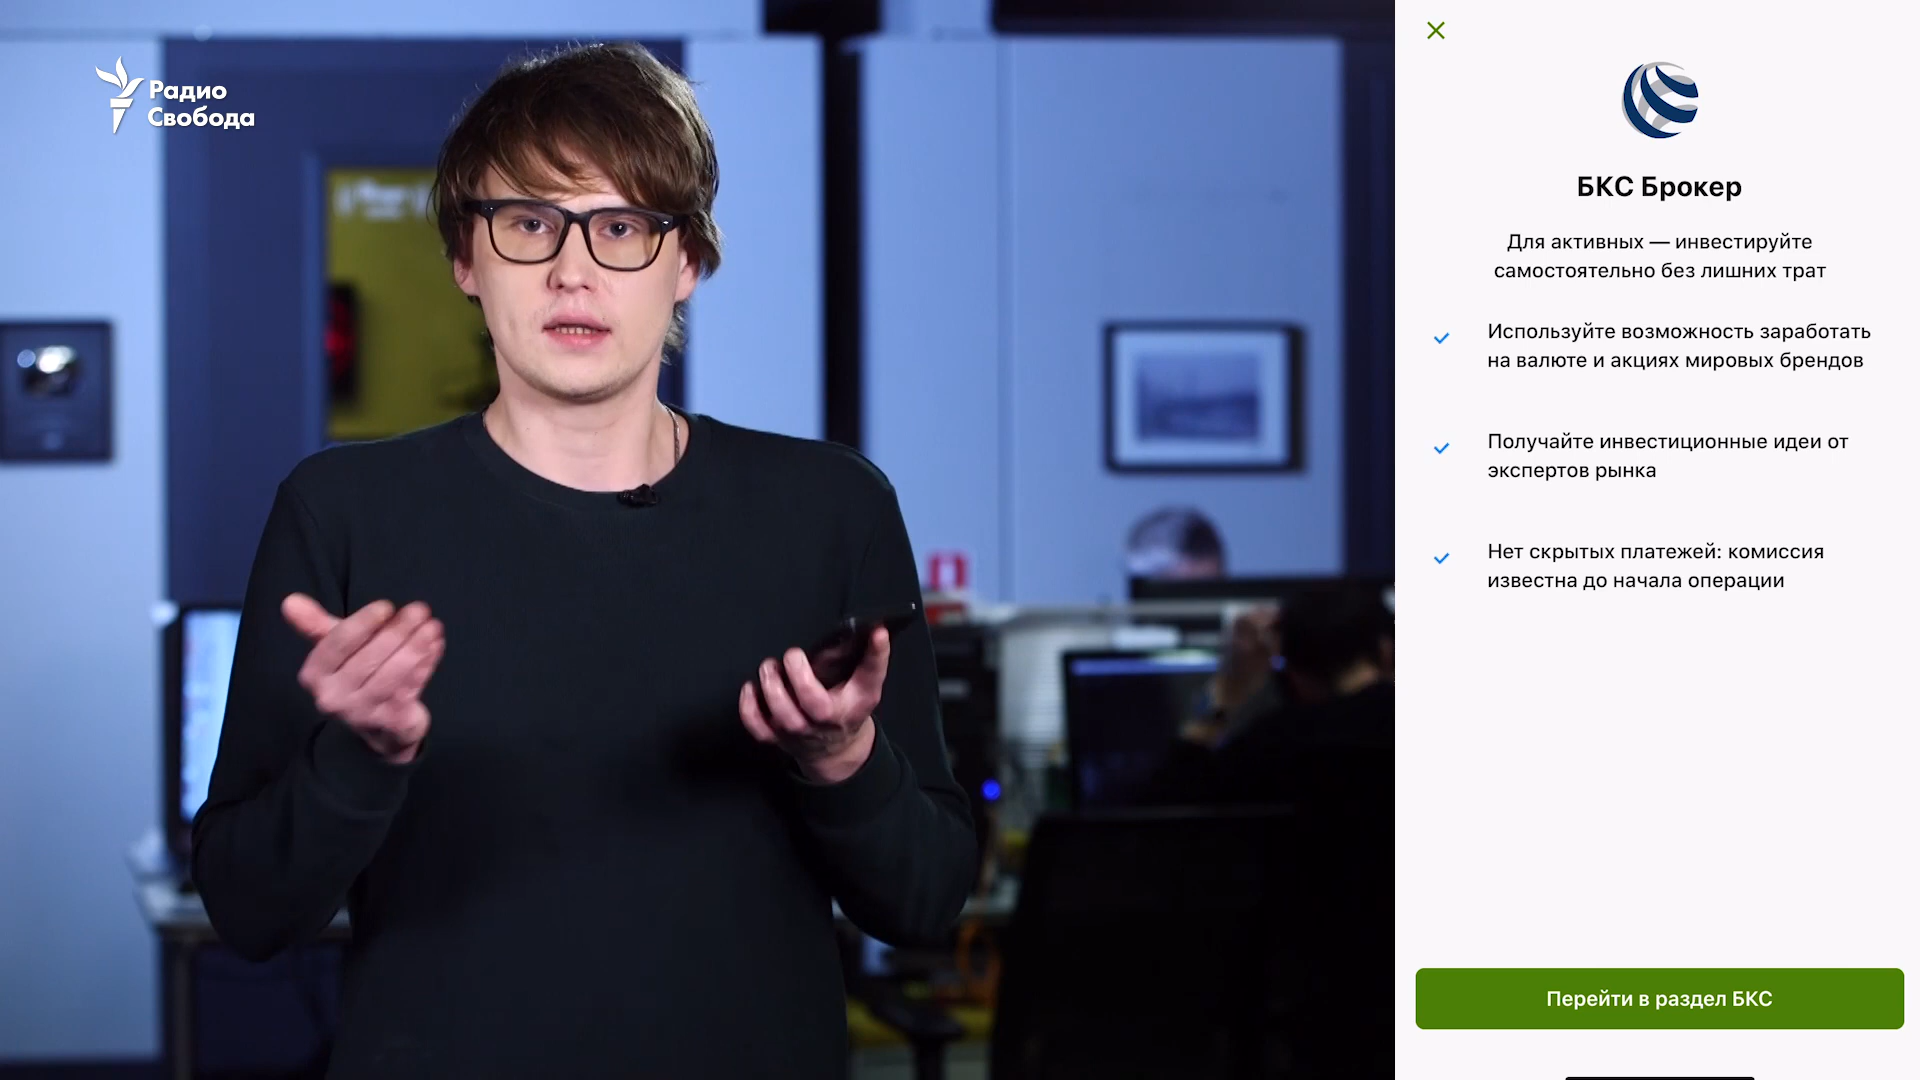 Радио
Свобода
БКС Брокер
Для активных — инвестируйте
самостоятельно без лишних трат
Используйте возможность заработать
на валюте и акциях мировых брендов
Получайте инвестиционные идеи от
экспертов рынка
Нет скрытых платежей: комиссия
известна до начала операции
Перейти в раздел БКС